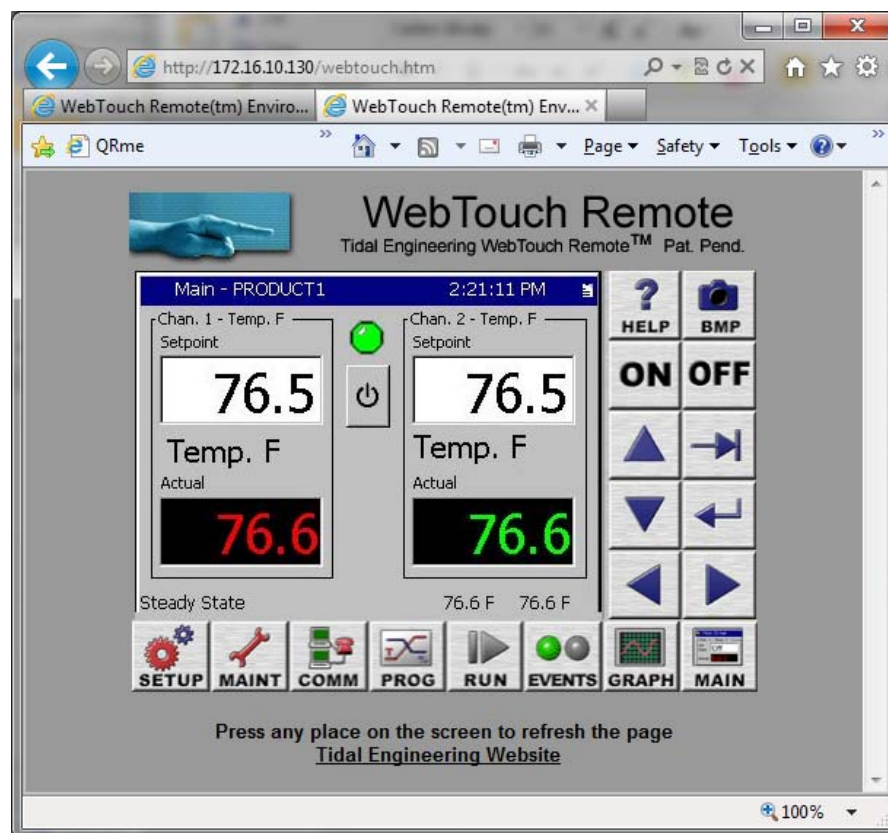 http://172.16.10.130/webtouch.htm
WebTouch Remote(tm) Enviro...
WebTouch Remote(tm) Env...
QRme
Page
Safety
Tools
WebTouch Remote
Tidal Engineering WebTouch Remote™ Pat. Pend.
Main - PRODUCT1 2:21:11 PM
Chan. 1 - Temp. F
Setpoint
76.5
Temp. F
Actual
76.6
Chan. 2 - Temp. F
Setpoint
76.5
Temp. F
Actual
76.6
Steady State 76.6 F 76.6 F
HELP
BMP
ON
OFF
SETUP
MAINT
COMM
PROG
RUN
EVENTS
GRAPH
MAIN
Press any place on the screen to refresh the page
Tidal Engineering Website
100%